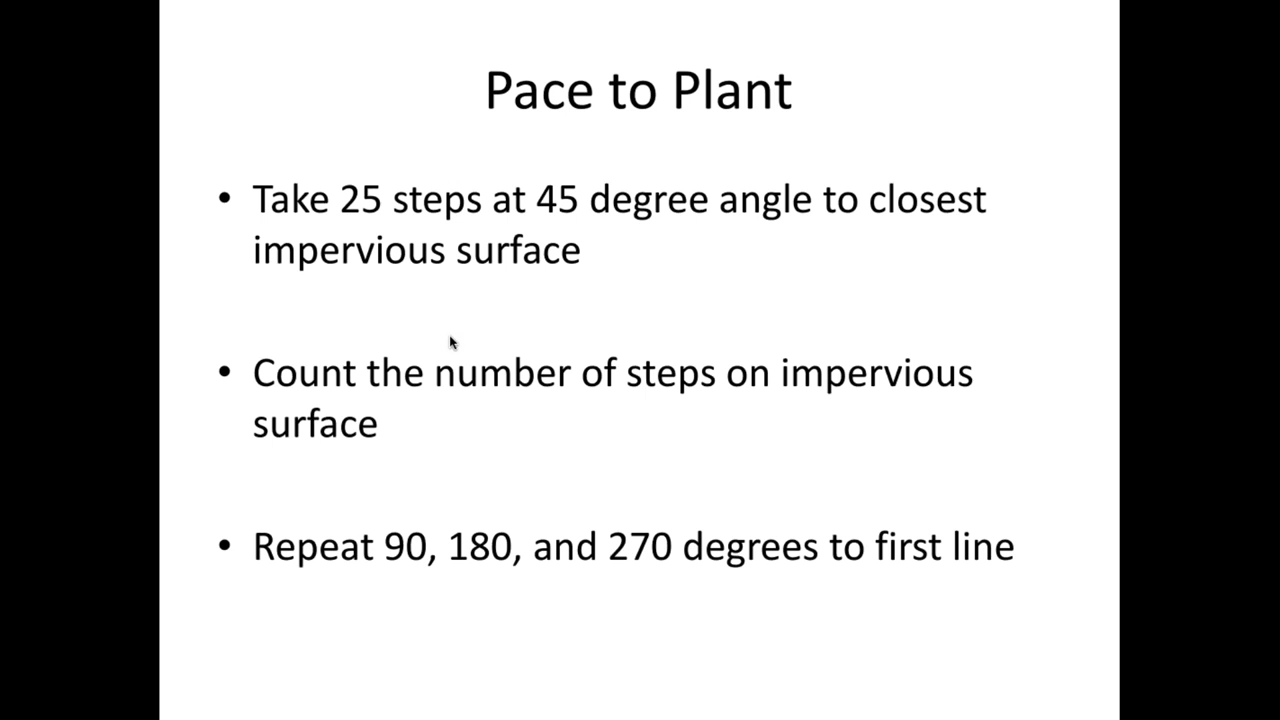 Pace to Plant
• Take 25 steps at 45 degree angle to closest
impervious surface
• Count the number of steps on impervious
surface
• Repeat 90, 180, and 270 degrees to first line